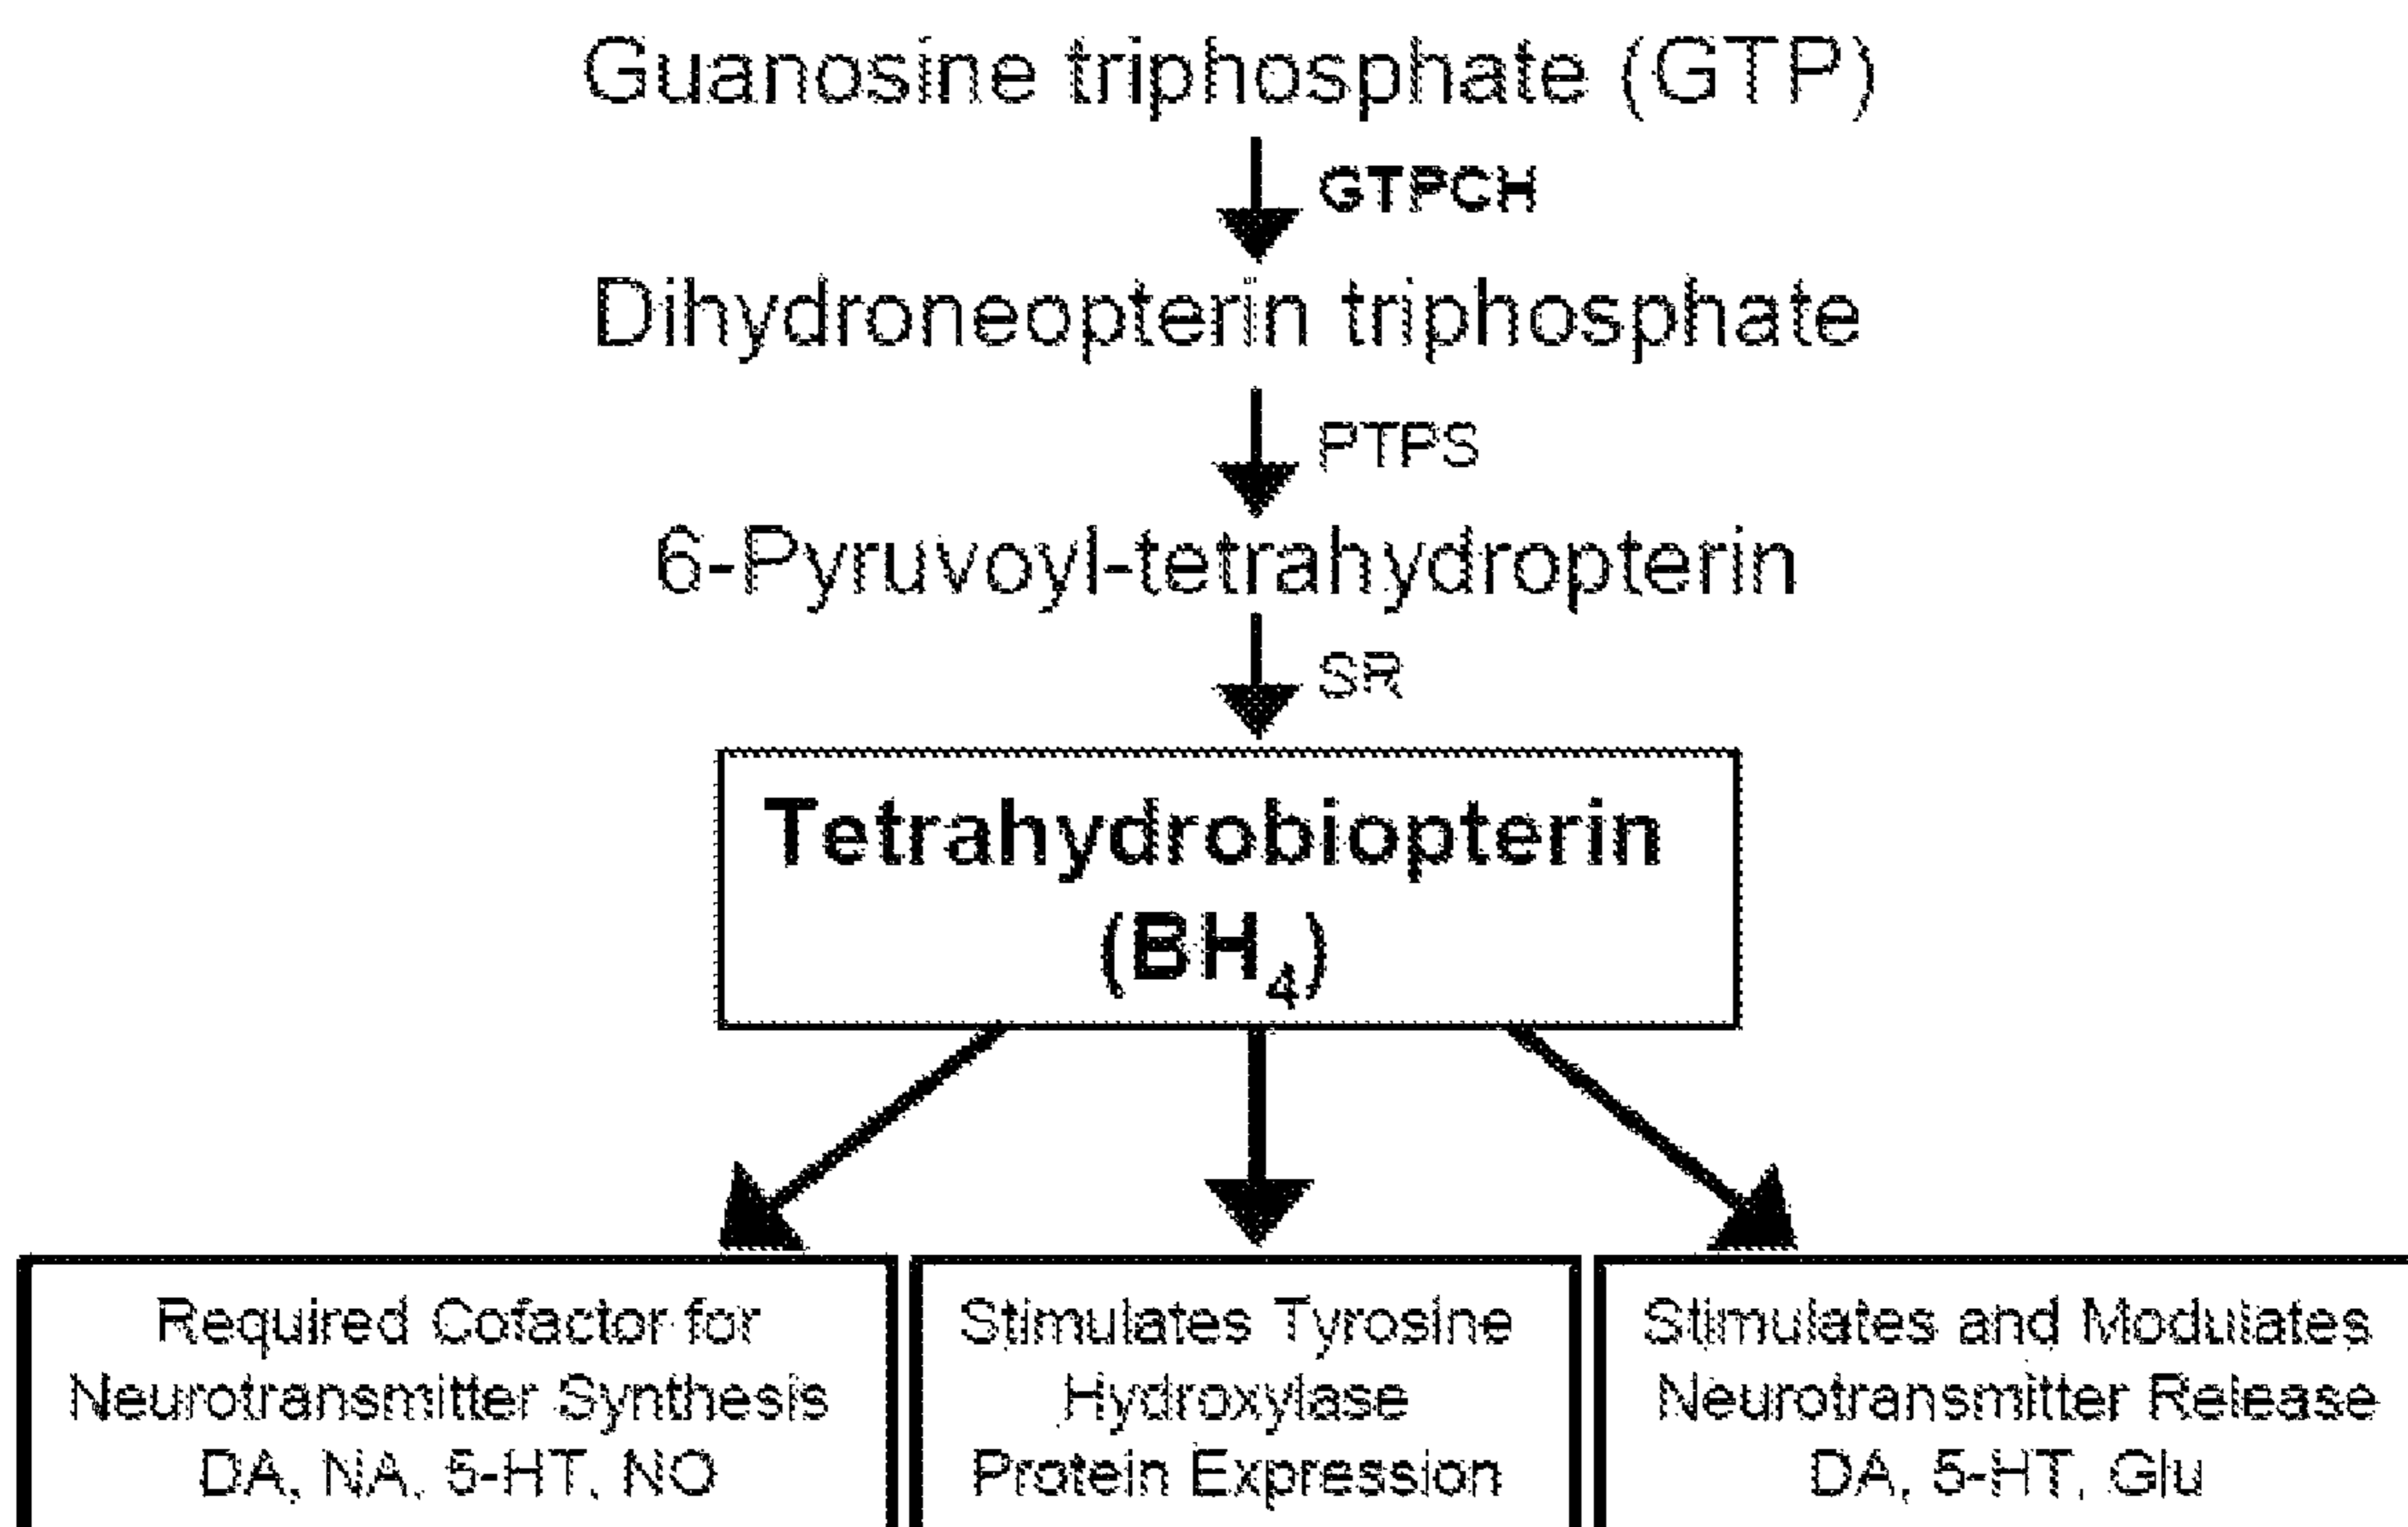 Guanosine triphosphate (GTP)
GTPCH
Dihydroneopterin triphosphate
PTPS
6-Pyruvoyl-tetrahydropterin
SR
Tetrahydrobiopterin
(BH₄)
Required Cofactor for
Neurotransmitter Synthesis
DA, NA, 5-HT, NO
Stimulates Tyrosine
Hydroxylase
Protein Expression
Stimulates and Modulates
Neurotransmitter Release
DA, 5-HT, Glu